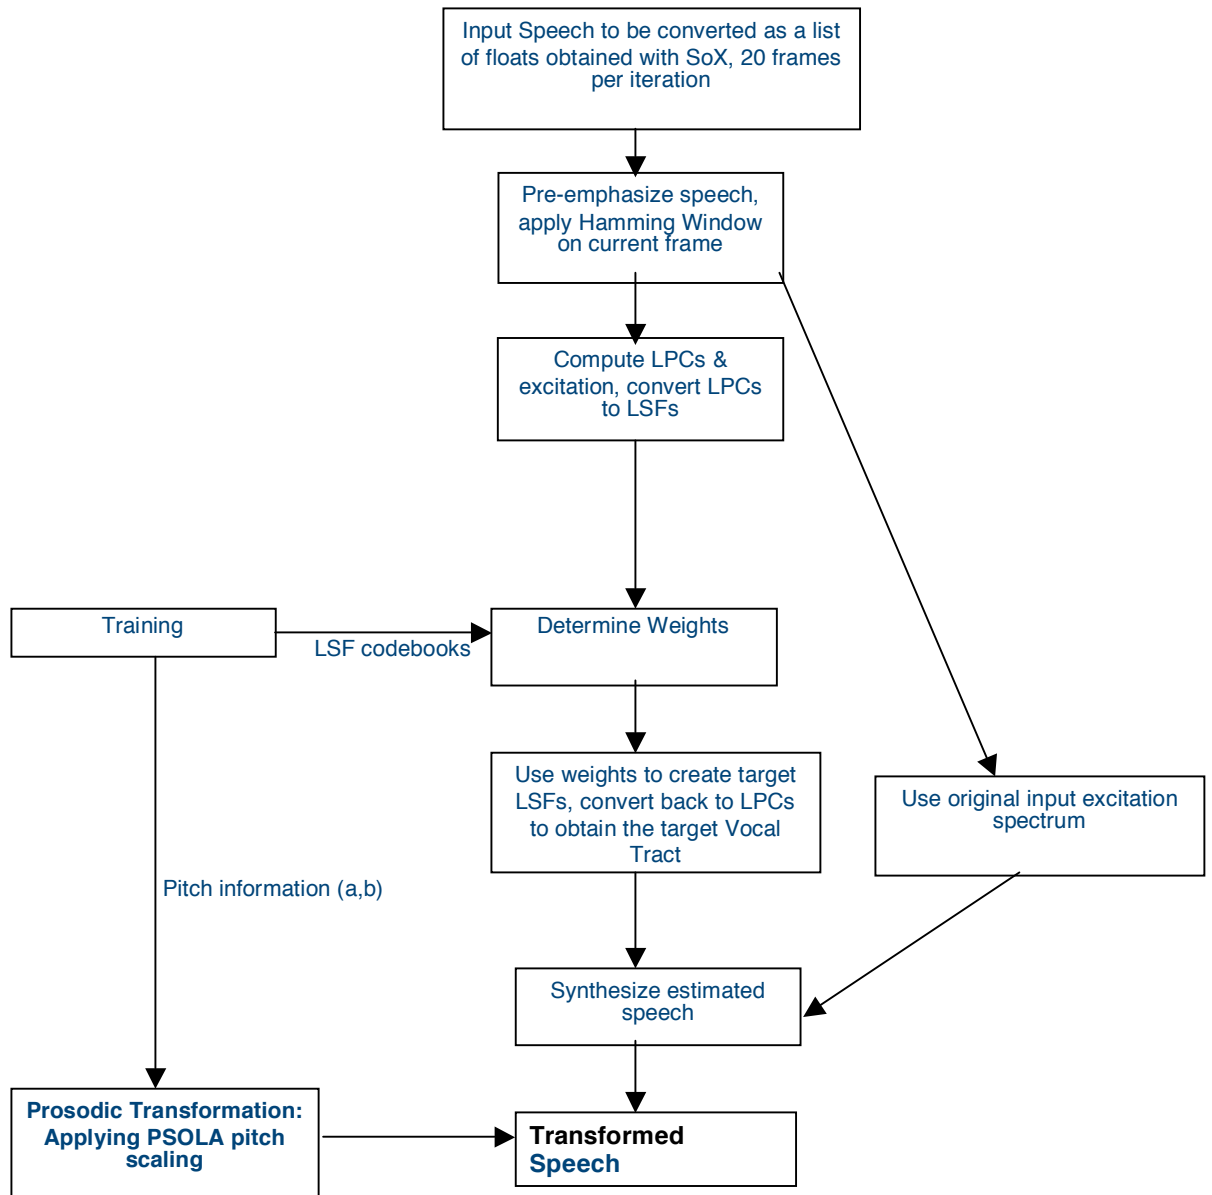 Input Speech to be converted as a list
of floats obtained with SoX, 20 frames
per iteration
Pre-emphasize speech,
apply Hamming Window
on current frame
Compute LPCs &
excitation, convert LPCs
to LSFs
Training
LSF codebooks
Determine Weights
Use weights to create target
LSFs, convert back to LPCs
to obtain the target Vocal
Tract
Use original input excitation
spectrum
Pitch information (a,b)
Synthesize estimated
speech
Prosodic Transformation:
Applying PSOLA pitch
scaling
Transformed
Speech